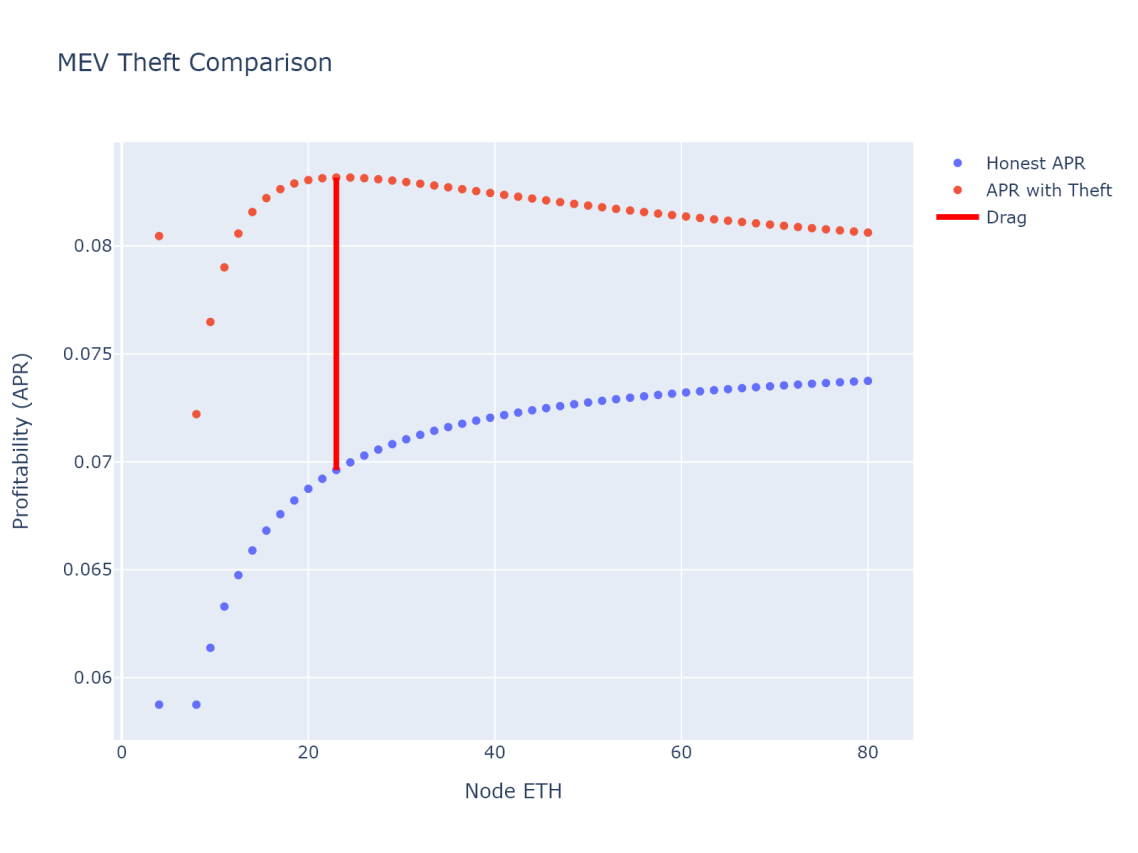 MEV Theft Comparison
Honest APR
APR with Theft
Drag
Profitability (APR)
0.08
0.075
0.07
0.065
0.06
0
20
40
60
80
Node ETH